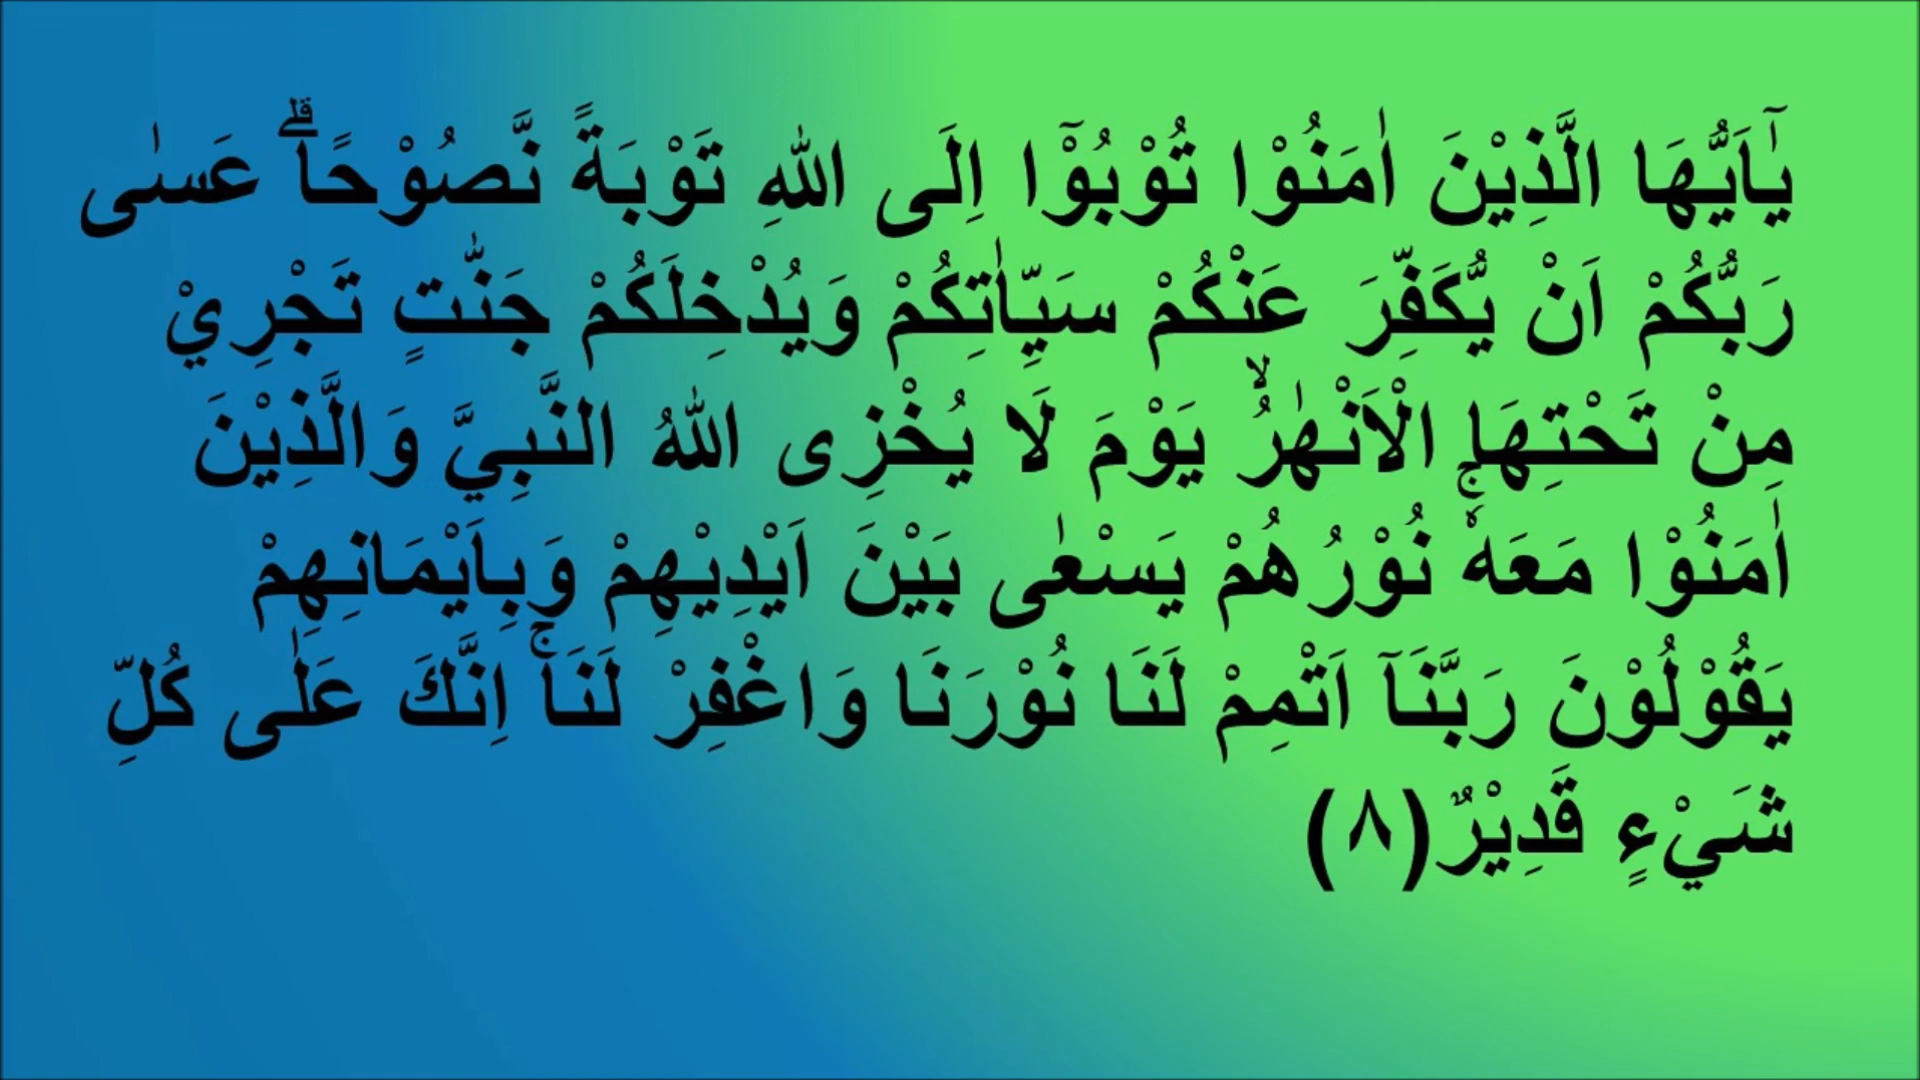 يٰٓاَيُّهَا الَّذِيْنَ اٰمَنُوْا تُوْبُوْٓا اِلَى اللّٰهِ تَوْبَةً نَّصُوْحًاۗ عَسٰى
رَبُّكُمْ اَنْ يُّكَفِّرَ عَنْكُمْ سَيِّاٰتِكُمْ وَيُدْخِلَكُمْ جَنّٰتٍ تَجْرِيْ
مِنْ تَحْتِهَا الْاَنْهٰرُۙ يَوْمَ لَا يُخْزِى اللّٰهُ النَّبِيَّ وَالَّذِيْنَ
اٰمَنُوْا مَعَهٗۚ نُوْرُهُمْ يَسْعٰى بَيْنَ اَيْدِيْهِمْ وَبِاَيْمَانِهِمْ
يَقُوْلُوْنَ رَبَّنَآ اَتْمِمْ لَنَا نُوْرَنَا وَاغْفِرْ لَنَاۚ اِنَّكَ عَلٰى كُلِّ
شَيْءٍ قَدِيْرٌ(٨)